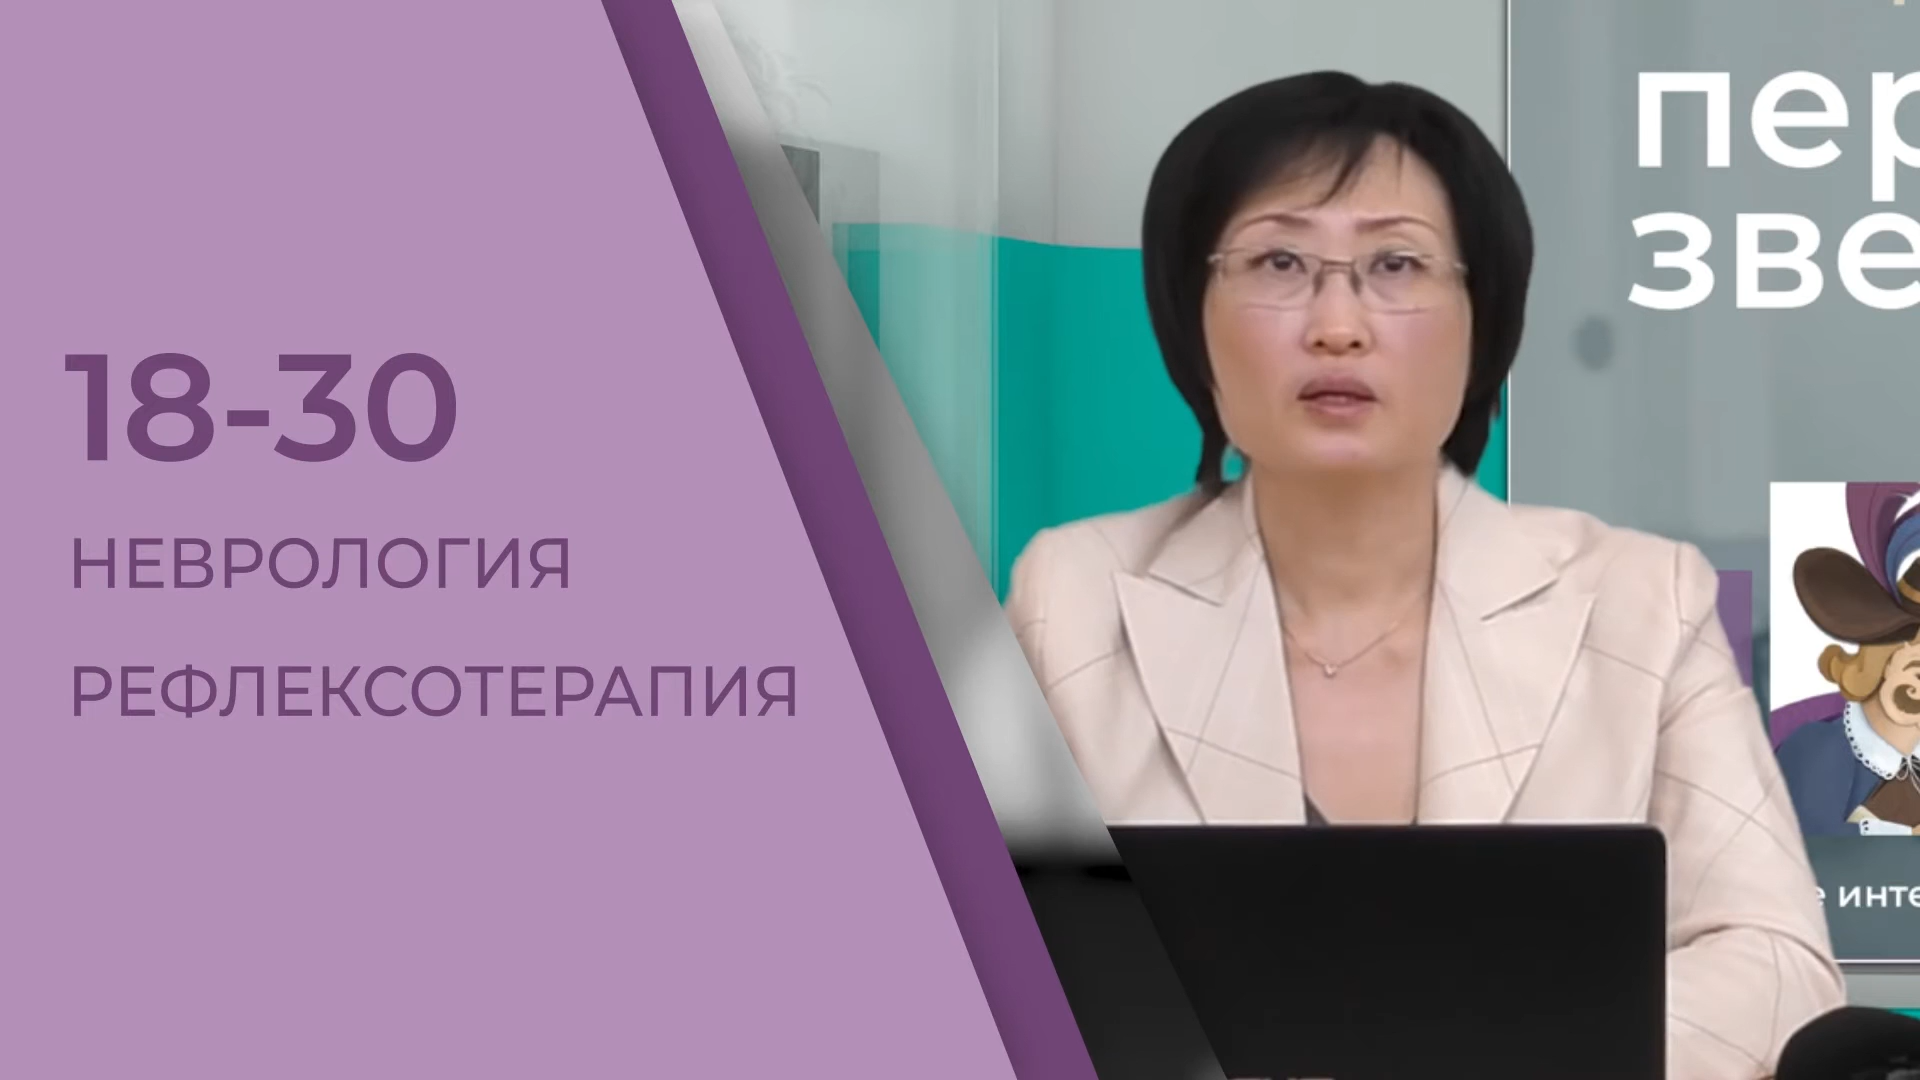 18-30
НЕВРОЛОГИЯ
РЕФЛЕКСОТЕРАПИЯ
пер
зве
е инте